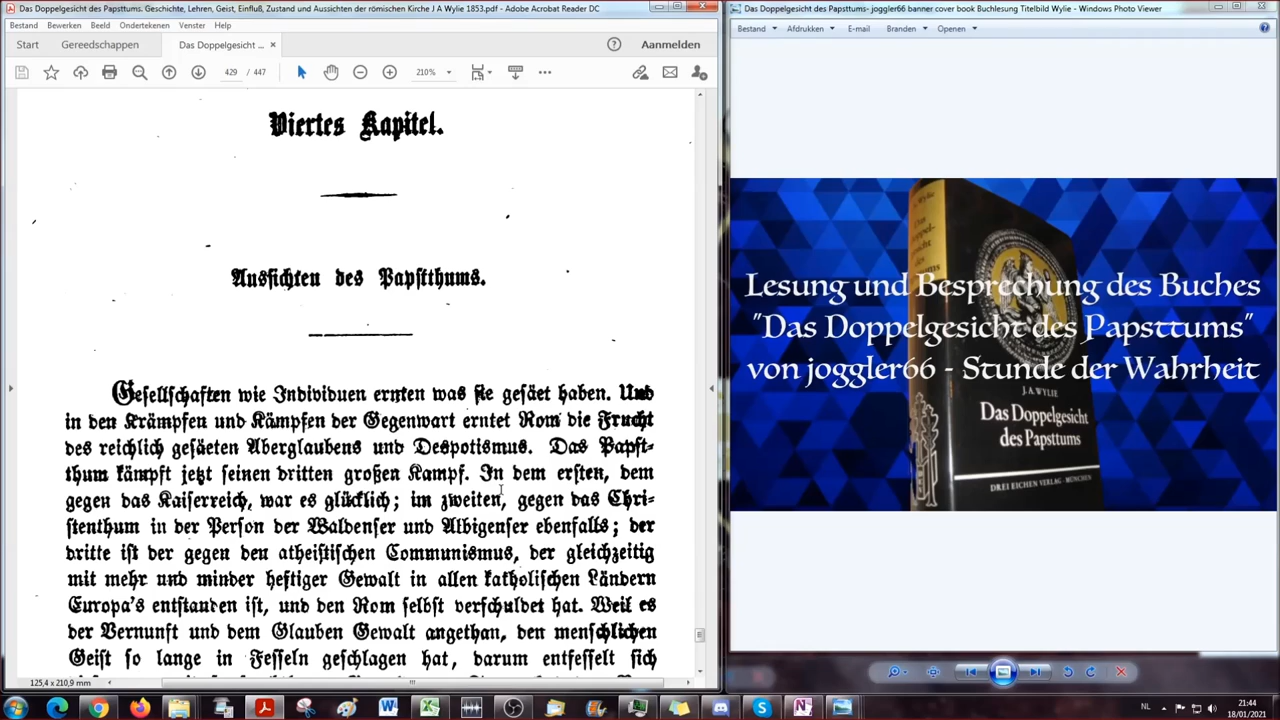 Das Doppelgesicht des Papsttums. Geschichte, Lehren, Geist, Einfluß, Zustand und Aussichten der römischen Kirche J A Wylie 1853.pdf - Adobe Acrobat Reader DC
Bestand Bewerken Beeld Ondertekenen Venster Help
Start Gereedschappen Das Doppelgesicht ... × Aanmelden
429 / 447 210%
Viertes Kapitel.
Aussichten des Papstthums.
Gesellschaften wie Individuen ernten was sie gesäet haben. Und
in den Krämpfen und Kämpfen der Gegenwart erntet Rom die Frucht
des reichlich gesäeten Aberglaubens und Despotismus. Das Papst-
thum kämpft jetzt seinen dritten großen Kampf. In dem ersten, dem
gegen das Kaiserreich, war es glücklich; im zweiten, gegen das Chri-
stenthum in der Person der Waldenser und Albigenser ebenfalls; der
dritte ist der gegen den atheistischen Communismus, der gleichzeitig
mit mehr und minder heftiger Gewalt in allen katholischen Ländern
Europa's entstanden ist, und den Rom selbst verschuldet hat. Weil es
der Vernunft und dem Glauben Gewalt angethan, den menschlichen
Geist so lange in Fesseln geschlagen hat, darum entfesselt sich
125,4 x 210,9 mm
Das Doppelgesicht des Papsttums- joggler66 banner cover book Buchlesung Titelbild Wylie - Windows Photo Viewer
Bestand Afdrukken E-mail Branden Openen
Lesung und Besprechung des Buches
"Das Doppelgesicht des Papsttums"
von joggler66 - Stunde der Wahrheit
J. A. WYLIE
Das Doppelgesicht
des Papsttums
DREI EICHEN VERLAG · MÜNCHEN
NL
21:44
18/01/2021